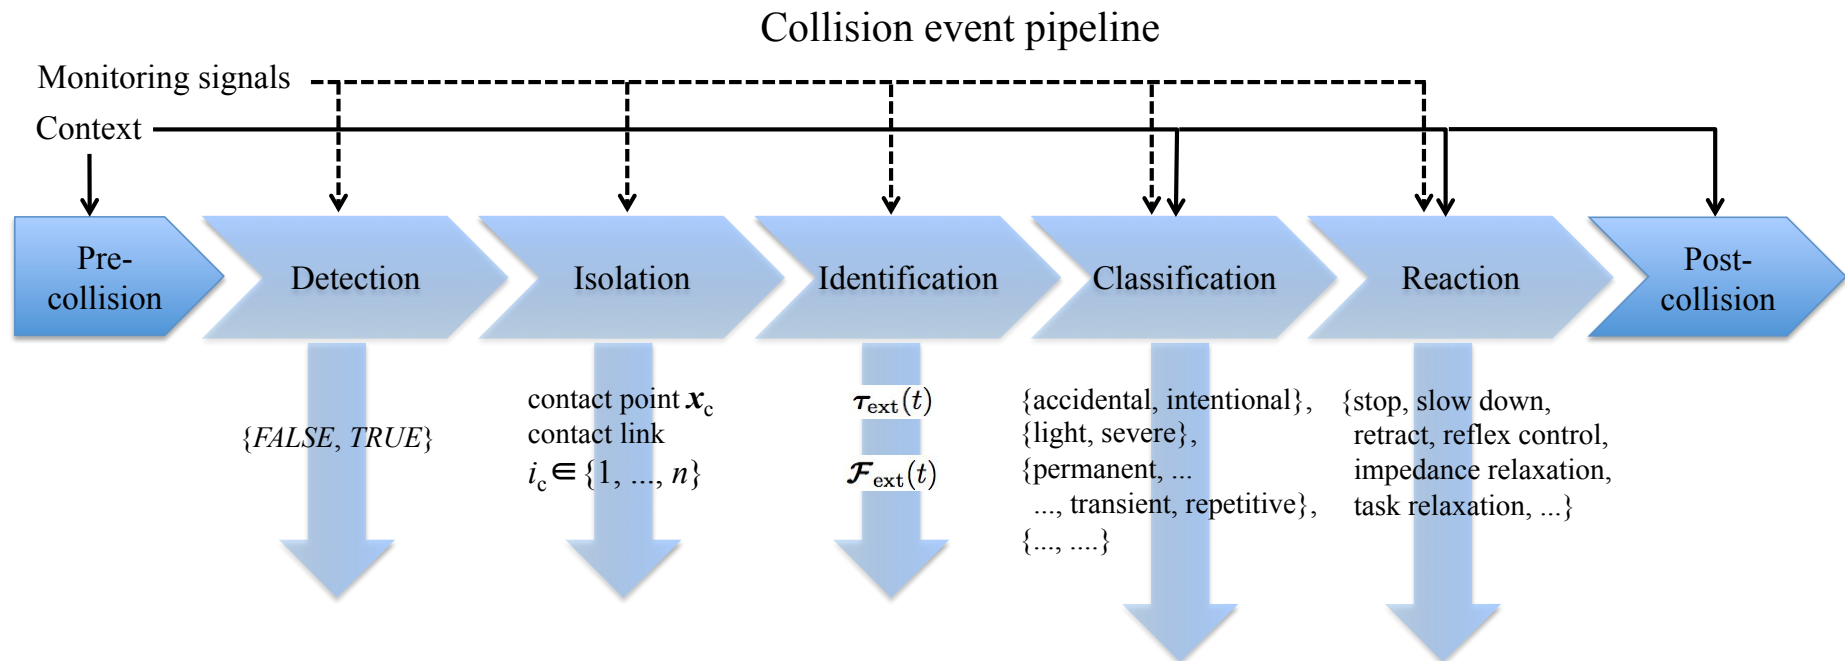 Collision event pipeline
Monitoring signals
Context
Pre-
collision
Detection
Isolation
Identification
Classification
Reaction
Post-
collision
{FALSE, TRUE}
contact point x_c
contact link
i_c ∈ {1, ..., n}
τ_ext(t)
𝓕_ext(t)
{accidental, intentional},
{light, severe},
{permanent, ...
..., transient, repetitive},
{..., ....}
{stop, slow down,
retract, reflex control,
impedance relaxation,
task relaxation, ...}